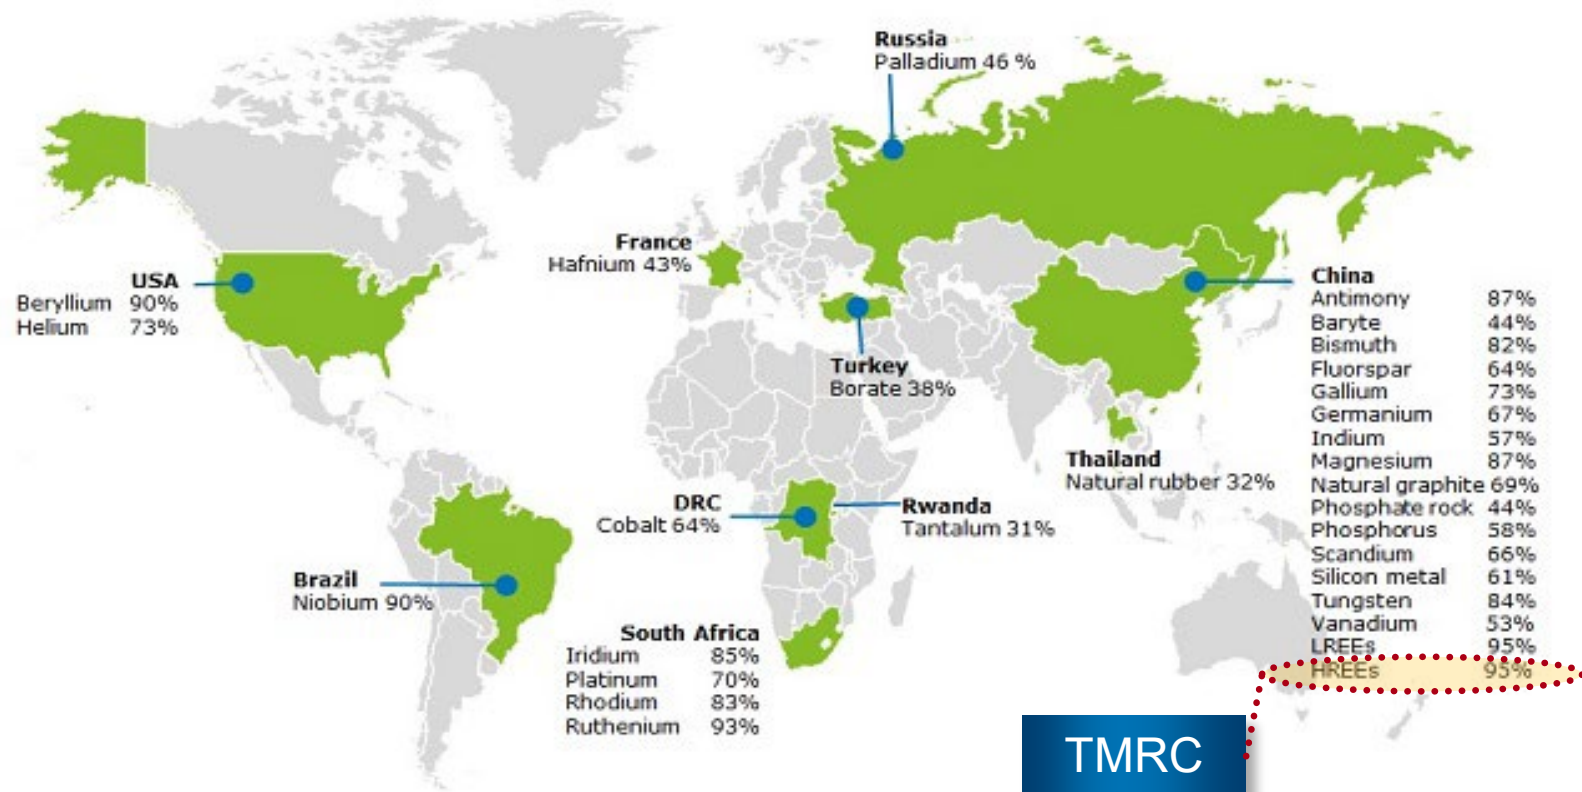 Russia
Palladium 46 %
France
Hafnium 43%
USA
Beryllium 90%
Helium 73%
China
Antimony 87%
Baryte 44%
Bismuth 82%
Fluorspar 64%
Gallium 73%
Germanium 67%
Indium 57%
Magnesium 87%
Natural graphite 69%
Phosphate rock 44%
Phosphorus 58%
Scandium 66%
Silicon metal 61%
Tungsten 84%
Vanadium 53%
LREEs 95%
HREEs 95%
Turkey
Borate 38%
Thailand
Natural rubber 32%
DRC
Cobalt 64%
Rwanda
Tantalum 31%
Brazil
Niobium 90%
South Africa
Iridium 85%
Platinum 70%
Rhodium 83%
Ruthenium 93%
TMRC